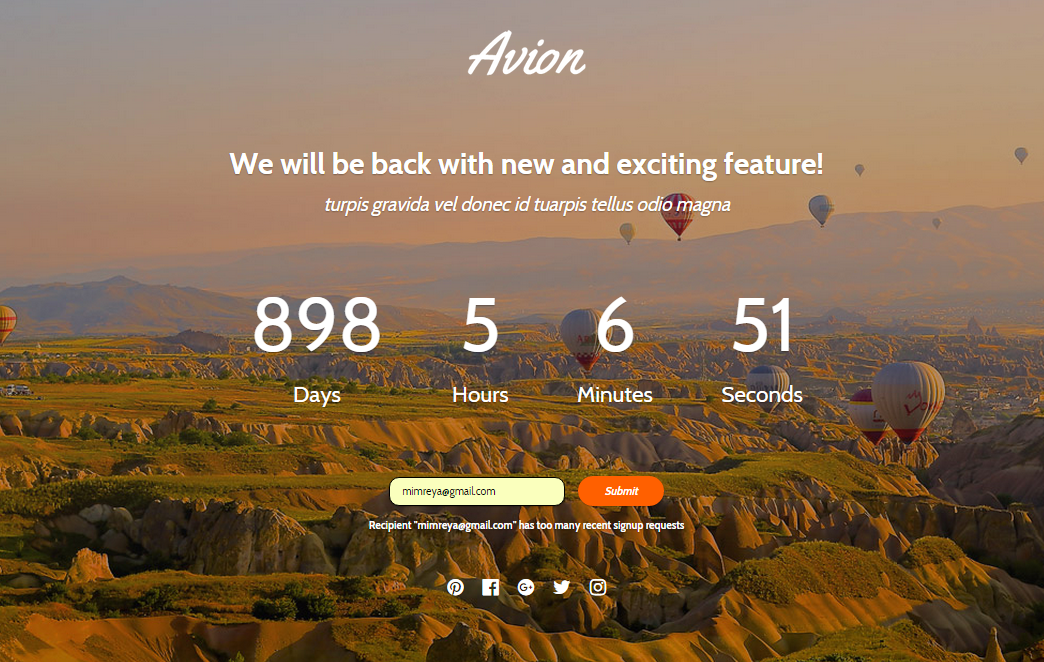 Avion
We will be back with new and exciting feature!
turpis gravida vel donec id tuarpis tellus odio magna
898 5 6 51
Days Hours Minutes Seconds
mimreya@gmail.com Submit
Recipient "mimreya@gmail.com" has too many recent signup requests